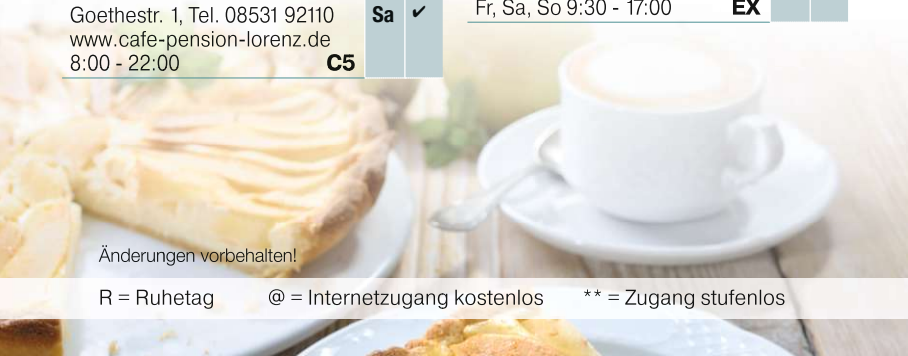 Goethestr. 1, Tel. 08531 92110 Sa ✔
www.cafe-pension-lorenz.de
8:00 - 22:00 C5
Fr, Sa, So 9:30 - 17:00 EX
Änderungen vorbehalten!
R = Ruhetag @ = Internetzugang kostenlos ** = Zugang stufenlos